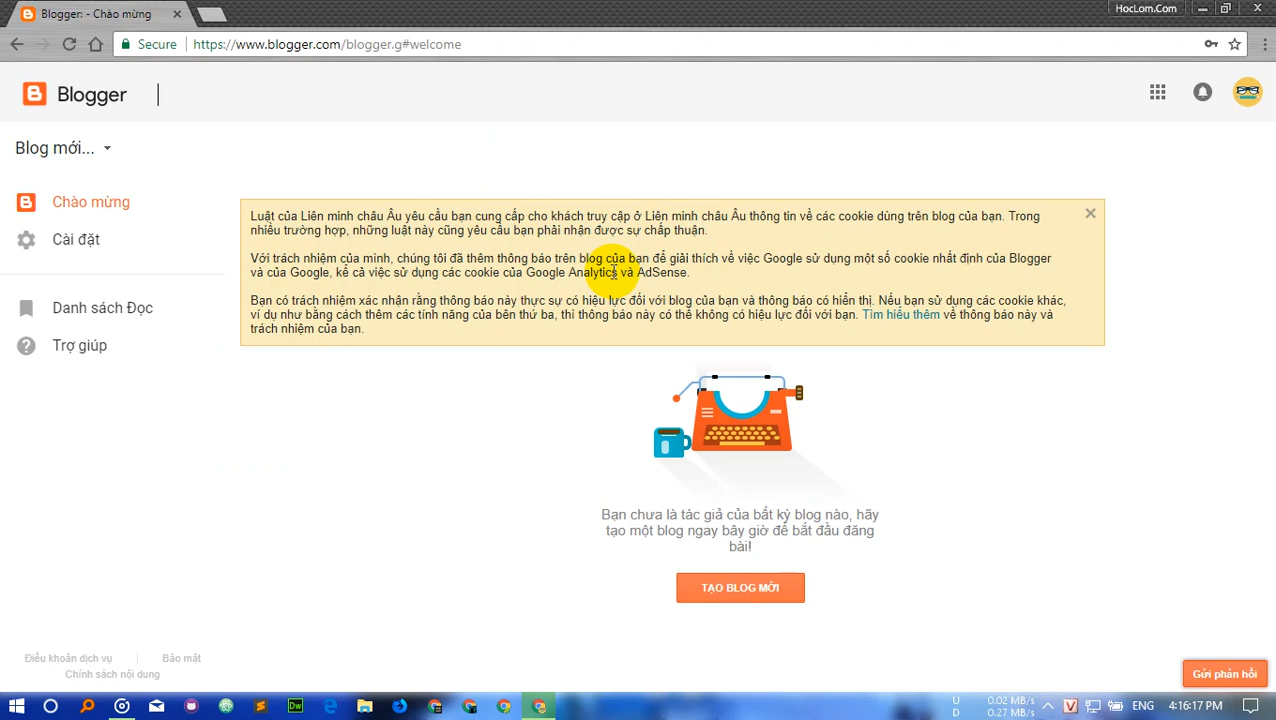 Blogger: - Chào mừng
HocLom.Com
Secure
https://www.blogger.com/blogger.g#welcome
Blogger
Blog mới...
Chào mừng
Cài đặt
Danh sách Đọc
Trợ giúp
Luật của Liên minh châu Âu yêu cầu bạn cung cấp cho khách truy cập ở Liên minh châu Âu thông tin về các cookie dùng trên blog của bạn. Trong
nhiều trường hợp, những luật này cũng yêu cầu bạn phải nhận được sự chấp thuận.
Với trách nhiệm của mình, chúng tôi đã thêm thông báo trên blog của bạn để giải thích về việc Google sử dụng một số cookie nhất định của Blogger
và của Google, kể cả việc sử dụng các cookie của Google Analytics và AdSense.
Bạn có trách nhiệm xác nhận rằng thông báo này thực sự có hiệu lực đối với blog của bạn và thông báo có hiển thị. Nếu bạn sử dụng các cookie khác,
ví dụ như bằng cách thêm các tính năng của bên thứ ba, thì thông báo này có thể không có hiệu lực đối với bạn. Tìm hiểu thêm về thông báo này và
trách nhiệm của bạn.
Bạn chưa là tác giả của bất kỳ blog nào, hãy
tạo một blog ngay bây giờ để bắt đầu đăng
bài!
TẠO BLOG MỚI
Điều khoản dịch vụ
Bảo mật
Chính sách nội dung
Gửi phản hồi
Dw
U 0.02 MB/s
D 0.27 MB/s
V
ENG
4:16:17 PM